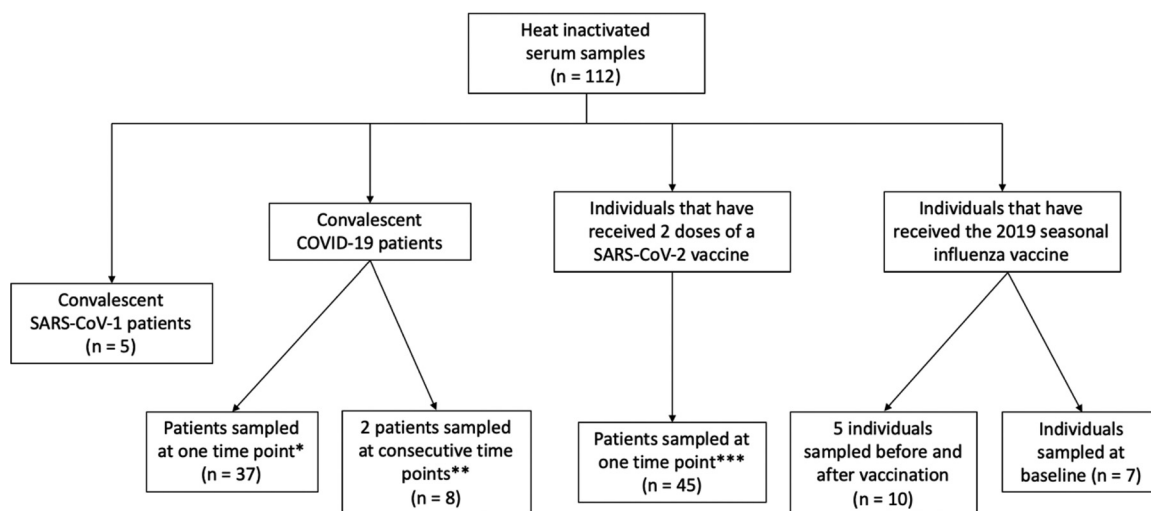 Heat inactivated
serum samples
(n = 112)
Convalescent
SARS-CoV-1 patients
(n = 5)
Convalescent
COVID-19 patients
Individuals that have
received 2 doses of a
SARS-CoV-2 vaccine
Individuals that have
received the 2019 seasonal
influenza vaccine
Patients sampled
at one time point*
(n = 37)
2 patients sampled
at consecutive time
points**
(n = 8)
Patients sampled at
one time point***
(n = 45)
5 individuals
sampled before and
after vaccination
(n = 10)
Individuals
sampled at
baseline (n = 7)